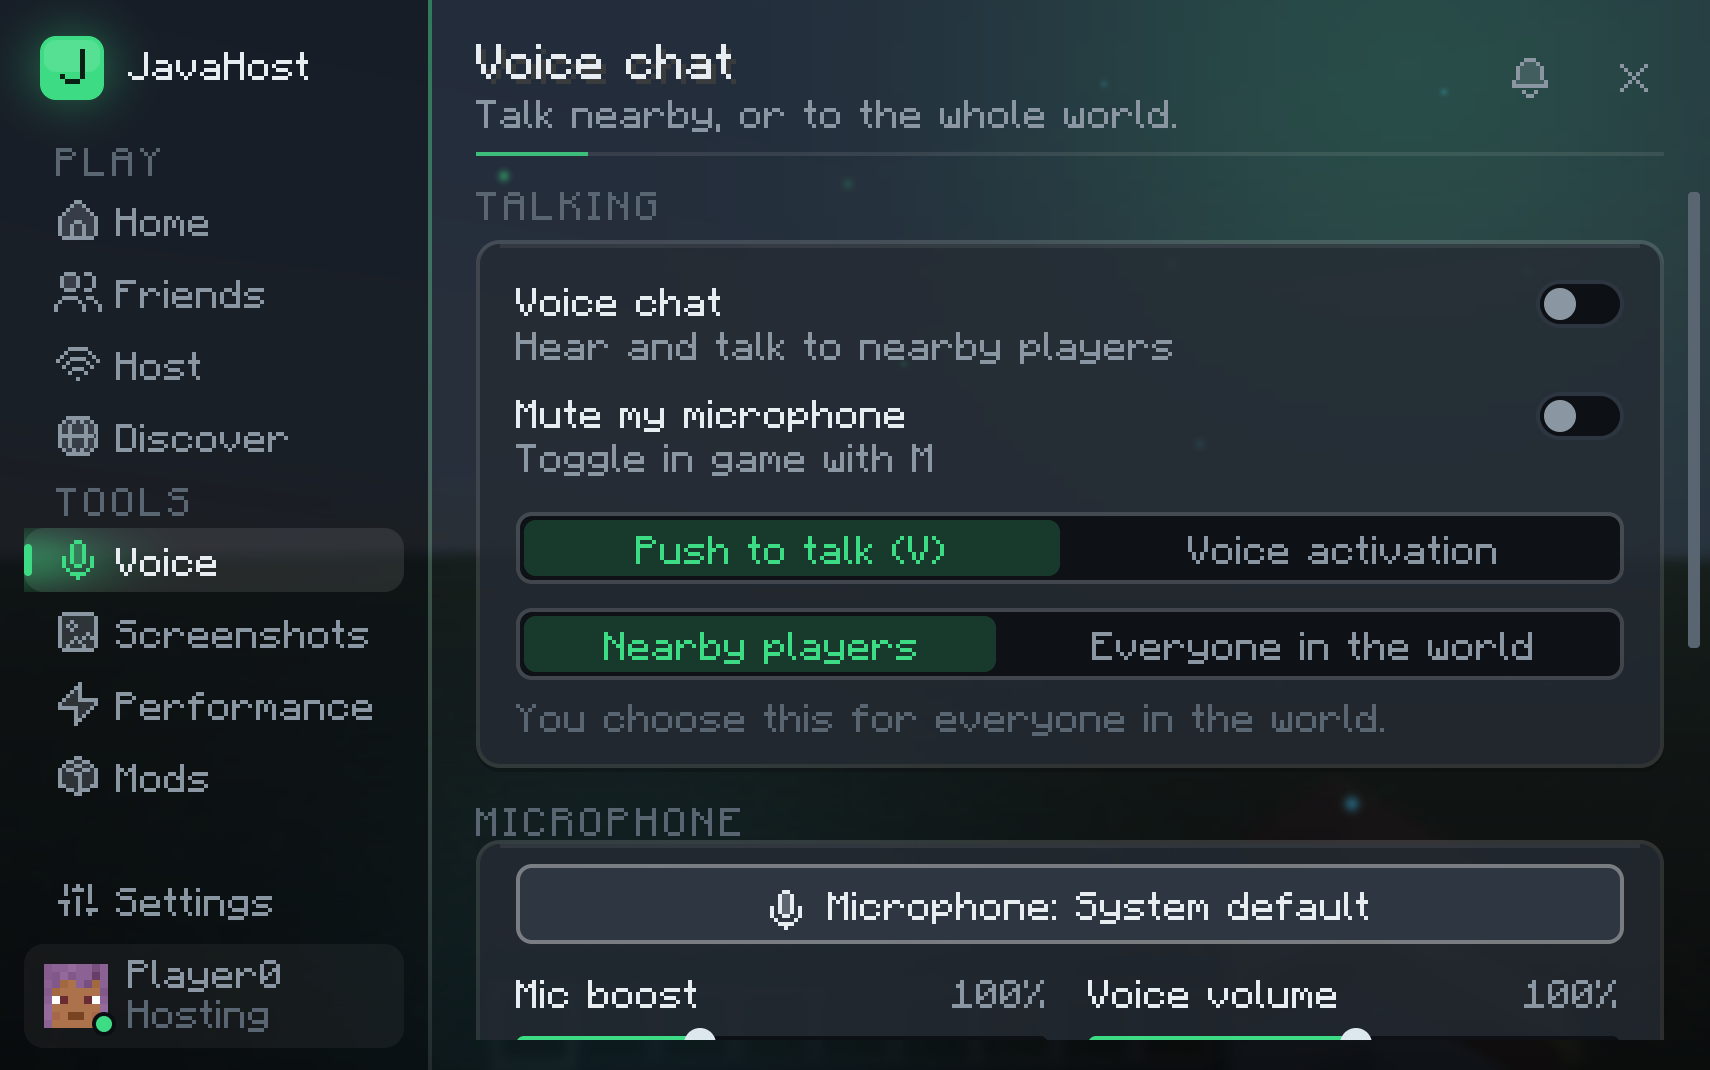 J JavaHost
PLAY
Home
Friends
Host
Discover
TOOLS
Voice
Screenshots
Performance
Mods
Settings
Player0
Hosting
Voice chat
Talk nearby, or to the whole world.
TALKING
Voice chat
Hear and talk to nearby players
Mute my microphone
Toggle in game with M
Push to talk (V) Voice activation
Nearby players Everyone in the world
You choose this for everyone in the world.
MICROPHONE
Microphone: System default
Mic boost 100% Voice volume 100%